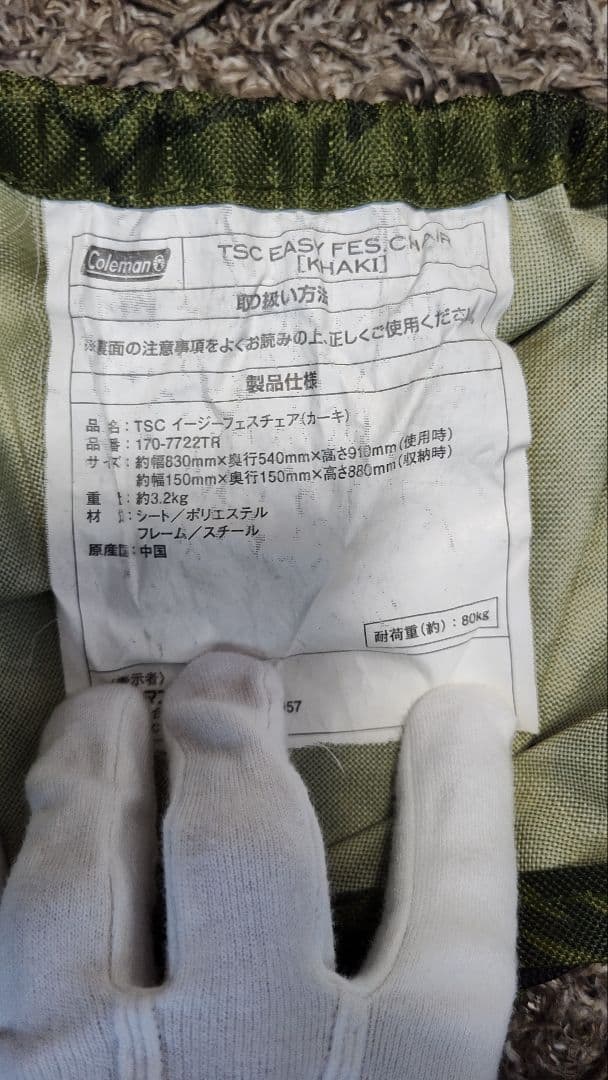 Coleman
TSC EASY FES.CHAIR
[KHAKI]
取り扱い方法
※裏面の注意事項をよくお読みの上、正しくご使用ください
製品仕様
品 名：TSC イージーフェスチェア(カーキ)
品 番：170-7722TR
サイズ：約幅830mm×奥行540mm×高さ910mm(使用時)
約幅150mm×奥行150mm×高さ880mm(収納時)
重 量：約3.2kg
材 質：シート／ポリエステル
フレーム／スチール
原産国：中国
耐荷重(約)：80kg
表示者)
57